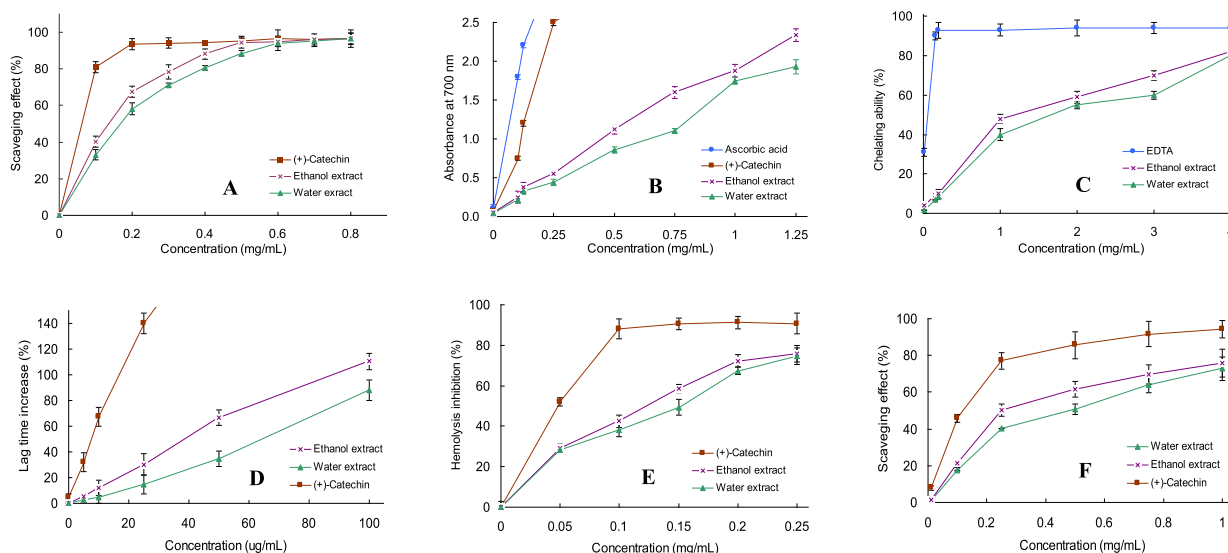 Scaveging effect (%)
120
100
80
60
40
20
0
0
0.2
0.4
0.6
0.8
(+)-Catechin
Ethanol extract
Water extract
A
Concentration (mg/mL)
Absorbance at 700 nm
2.5
2.0
1.5
1.0
0.5
0.0
0
0.25
0.5
0.75
1
1.25
Ascorbic acid
(+)-Catechin
Ethanol extract
Water extract
B
Concentration (mg/mL)
Chelating ability (%)
100
80
60
40
20
0
0
1
2
3
EDTA
Ethanol extract
Water extract
C
Concentration (mg/mL)
Lag time increase (%)
140
120
100
80
60
40
20
0
0
20
40
60
80
100
Ethanol extract
Water extract
(+)-Catechin
D
Concentration (ug/mL)
Hemolysis inhibition (%)
100
80
60
40
20
0
0
0.05
0.1
0.15
0.2
0.25
(+)-Catechin
Ethanol extract
Water extract
E
Concentration (mg/mL)
Scaveging effect (%)
100
80
60
40
20
0
0
0.2
0.4
0.6
0.8
1
Water extract
Ethanol extract
(+)-Catechin
F
Concentration (mg/mL)